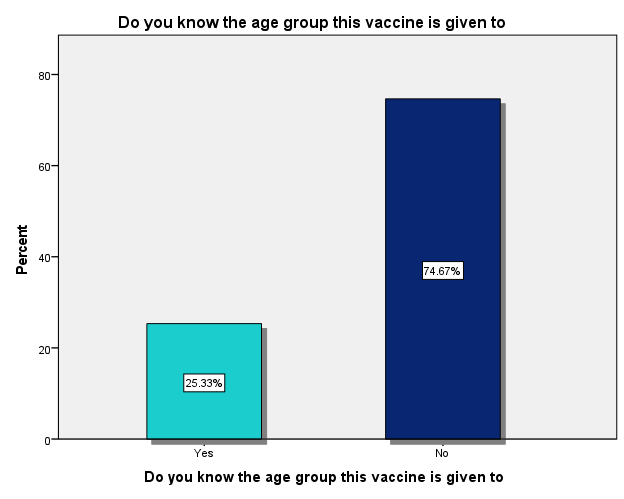 Do you know the age group this vaccine is given to
Percent
80
60
40
20
0
25.33%
74.67%
Yes
No
Do you know the age group this vaccine is given to